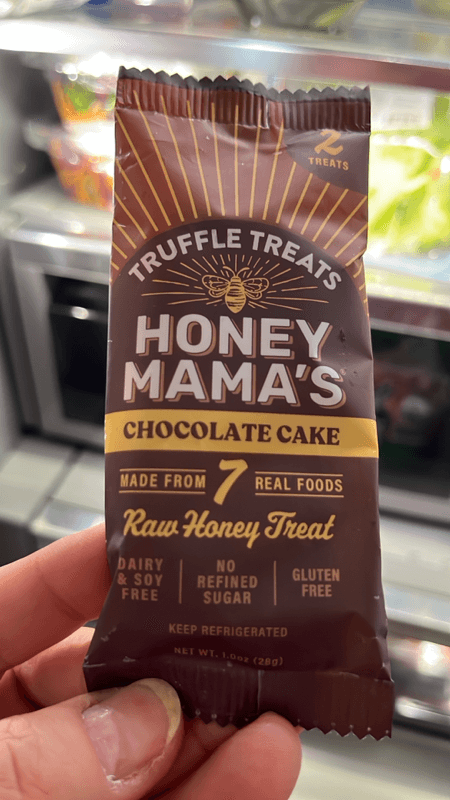 2
TREATS
TRUFFLE TREATS
HONEY
MAMA'S
CHOCOLATE CAKE
MADE FROM 7 REAL FOODS
Raw Honey Treat
DAIRY
& SOY
FREE
NO
REFINED
SUGAR
GLUTEN
FREE
KEEP REFRIGERATED
NET WT. 1.0oz (28g)